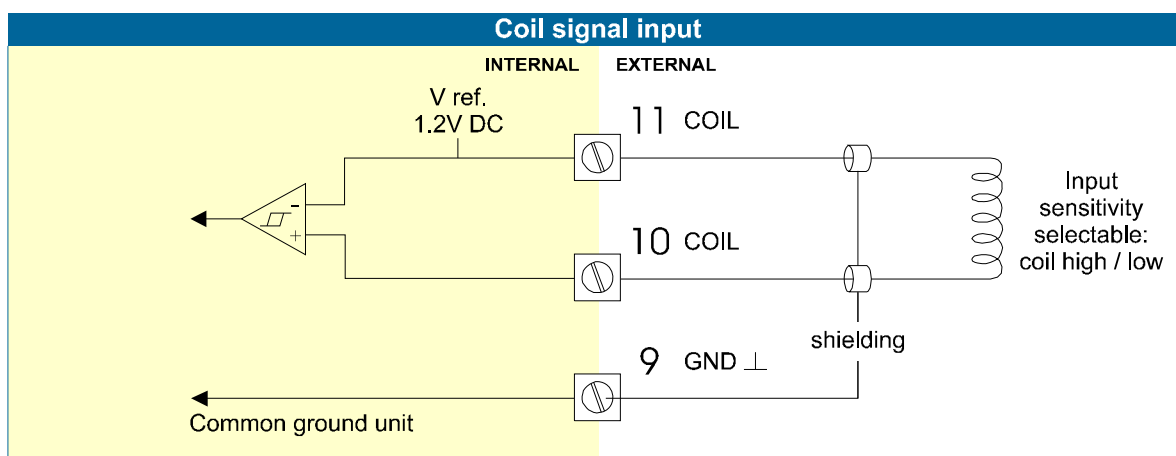 Coil signal input
INTERNAL EXTERNAL
V ref.
1.2V DC
11 COIL
-
+
10 COIL
Input
sensitivity
selectable:
coil high / low
shielding
9 GND ⊥
Common ground unit